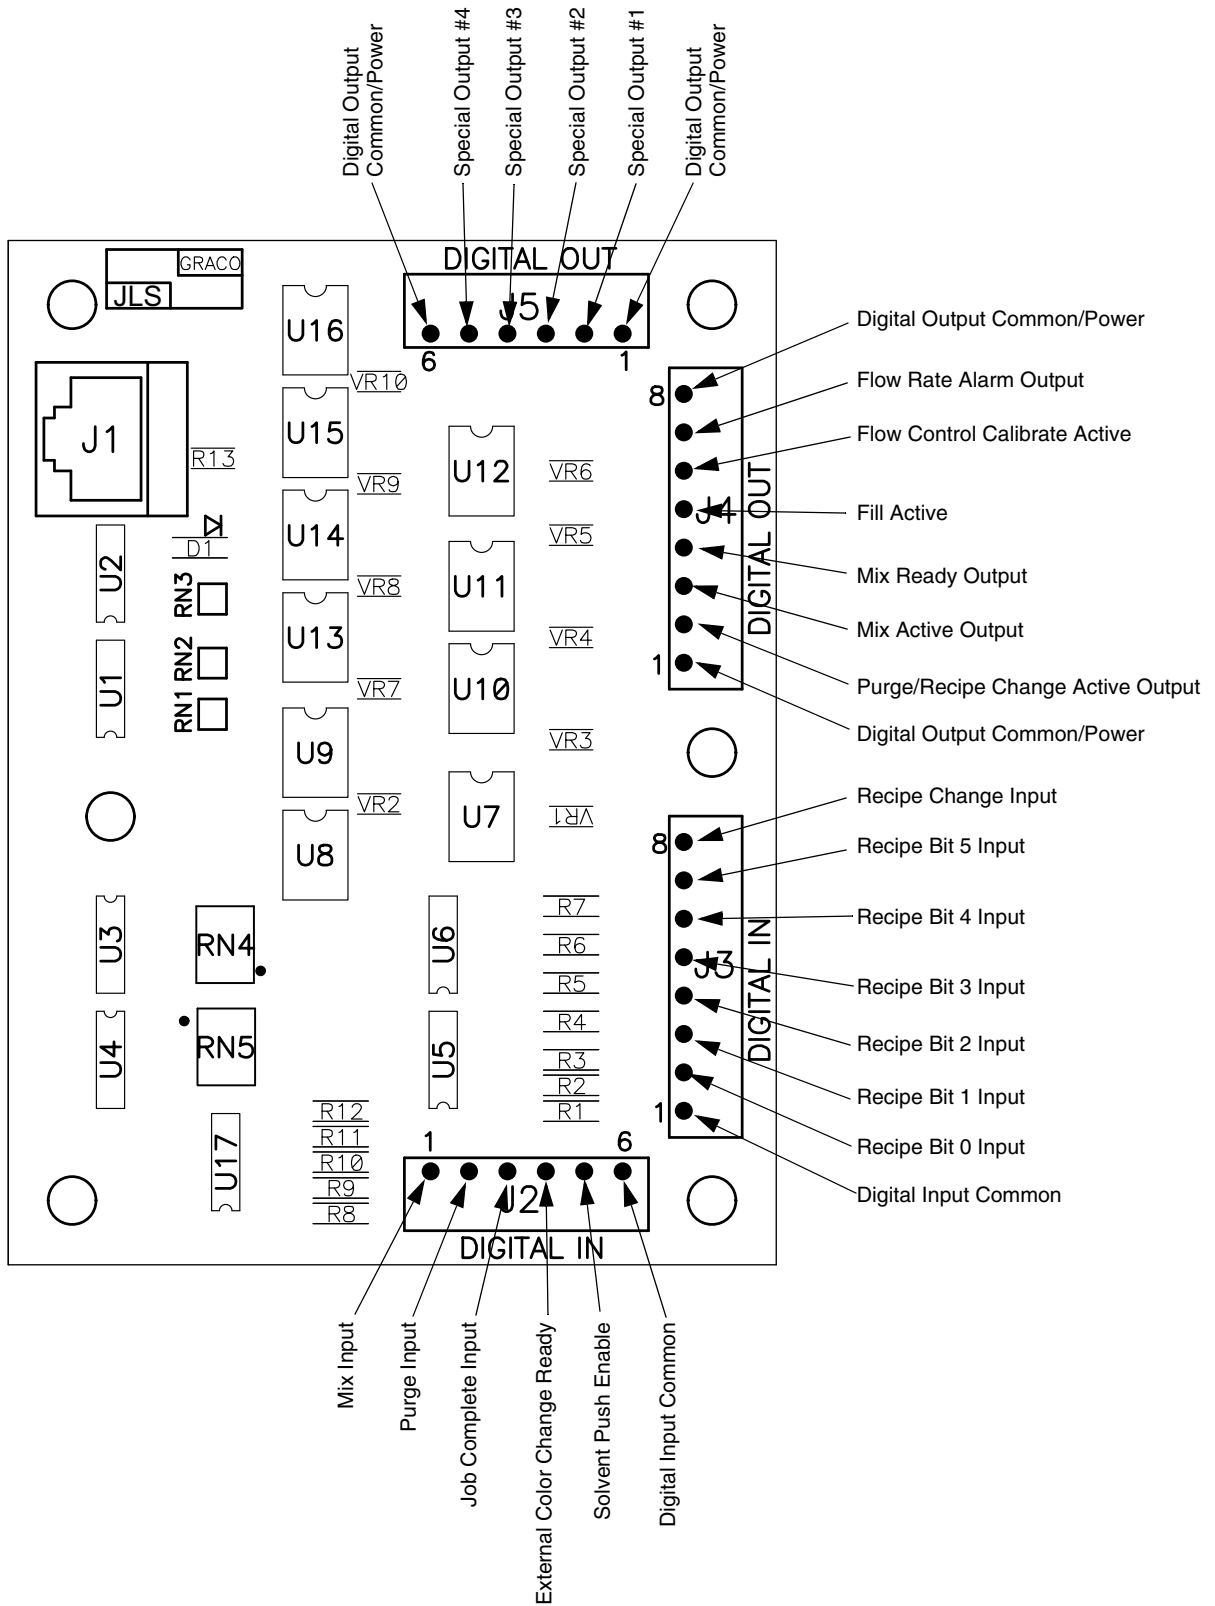 Digital Output
Common/Power
Special Output #4
Special Output #3
Special Output #2
Special Output #1
Digital Output
Common/Power
GRACO
JLS
DIGITAL OUT
J5
6
1
U16
VR10
J1
R13
U15
VR9
U12
VR6
U14
VR5
D1
U2
RN3
VR8
U11
U13
VR4
RN2
U1
RN1
VR7
U10
U9
VR3
VR2
U7
VR1
U8
8
J4
DIGITAL OUT
1
Digital Output Common/Power
Flow Rate Alarm Output
Flow Control Calibrate Active
Fill Active
Mix Ready Output
Mix Active Output
Purge/Recipe Change Active Output
Digital Output Common/Power
8
J3
DIGITAL IN
1
Recipe Change Input
Recipe Bit 5 Input
Recipe Bit 4 Input
Recipe Bit 3 Input
Recipe Bit 2 Input
Recipe Bit 1 Input
Recipe Bit 0 Input
Digital Input Common
U3
RN4
U6
R7
R6
R5
R4
R3
R2
R1
U4
RN5
U5
U17
R12
R11
R10
R9
R8
1
6
J2
DIGITAL IN
Mix Input
Purge Input
Job Complete Input
External Color Change Ready
Solvent Push Enable
Digital Input Common